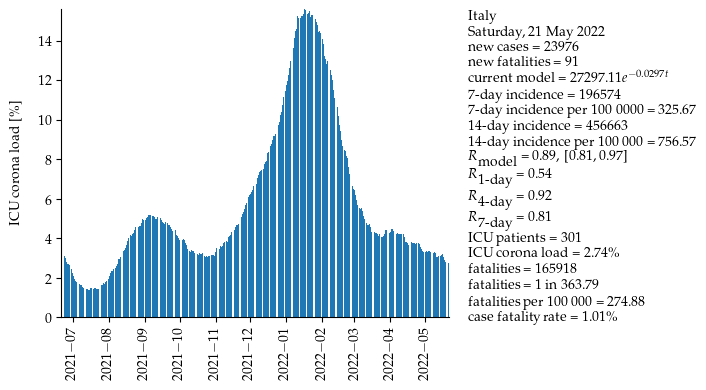 ICU corona load [%]
14
12
10
8
6
4
2
0
2021−07
2021−08
2021−09
2021−10
2021−11
2021−12
2022−01
2022−02
2022−03
2022−04
2022−05
Italy
Saturday, 21 May 2022
new cases = 23976
new fatalities = 91
current model = 27297.11e^{−0.0297t}
7-day incidence = 196574
7-day incidence per 100 0000 = 325.67
14-day incidence = 456663
14-day incidence per 100 000 = 756.57
R_model = 0.89, [0.81, 0.97]
R_1-day = 0.54
R_4-day = 0.92
R_7-day = 0.81
ICU patients = 301
ICU corona load = 2.74%
fatalities = 165918
fatalities = 1 in 363.79
fatalities per 100 000 = 274.88
case fatality rate = 1.01%